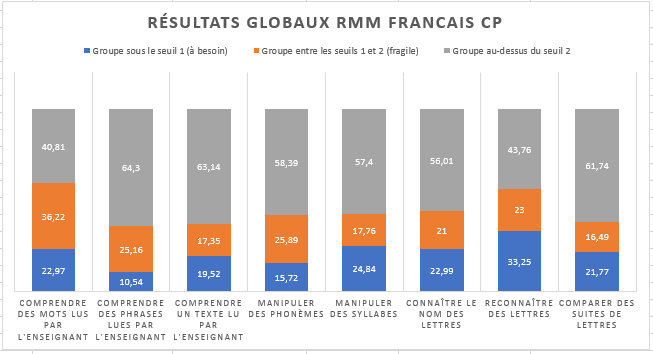 RÉSULTATS GLOBAUX RMM FRANCAIS CP
Groupe sous le seuil 1 (à besoin) Groupe entre les seuils 1 et 2 (fragile) Groupe au-dessus du seuil 2
40,81 64,3 63,14 58,39 57,4 56,01 43,76 61,74
36,22 25,16 17,35 25,89 17,76 21 23 16,49
22,97 10,54 19,52 15,72 24,84 22,99 33,25 21,77
COMPRENDRE
DES MOTS LUS
PAR
L'ENSEIGNANT
COMPRENDRE
DES PHRASES
LUES PAR
L'ENSEIGNANT
COMPRENDRE
UN TEXTE LU
PAR
L'ENSEIGNANT
MANIPULER
DES PHONÈMES
MANIPULER
DES SYLLABES
CONNAÎTRE LE
NOM DES
LETTRES
RECONNAÎTRE
DES LETTRES
COMPARER DES
SUITES DE
LETTRES